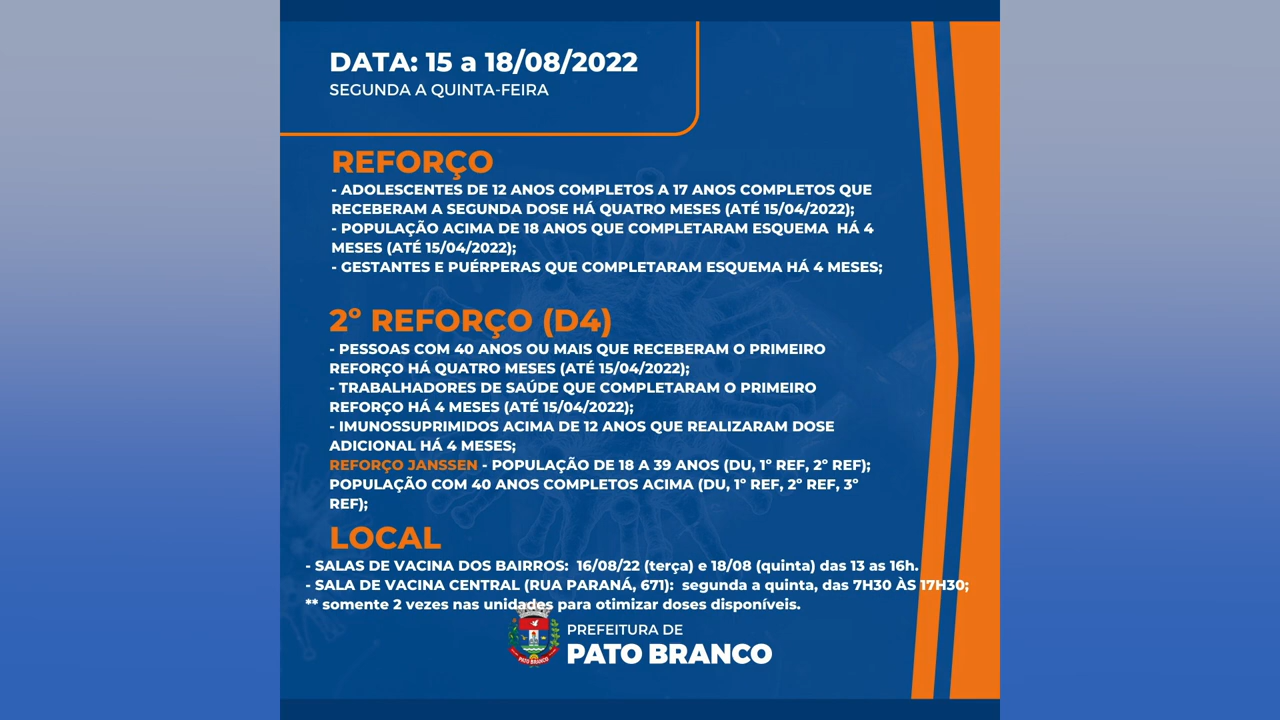 DATA: 15 a 18/08/2022
SEGUNDA A QUINTA-FEIRA
REFORÇO
- ADOLESCENTES DE 12 ANOS COMPLETOS A 17 ANOS COMPLETOS QUE
RECEBERAM A SEGUNDA DOSE HÁ QUATRO MESES (ATÉ 15/04/2022);
- POPULAÇÃO ACIMA DE 18 ANOS QUE COMPLETARAM ESQUEMA HÁ 4
MESES (ATÉ 15/04/2022);
- GESTANTES E PUÉRPERAS QUE COMPLETARAM ESQUEMA HÁ 4 MESES;
2º REFORÇO (D4)
- PESSOAS COM 40 ANOS OU MAIS QUE RECEBERAM O PRIMEIRO
REFORÇO HÁ QUATRO MESES (ATÉ 15/04/2022);
- TRABALHADORES DE SAÚDE QUE COMPLETARAM O PRIMEIRO
REFORÇO HÁ 4 MESES (ATÉ 15/04/2022);
- IMUNOSSUPRIMIDOS ACIMA DE 12 ANOS QUE REALIZARAM DOSE
ADICIONAL HÁ 4 MESES;
REFORÇO JANSSEN - POPULAÇÃO DE 18 A 39 ANOS (DU, 1º REF, 2º REF);
POPULAÇÃO COM 40 ANOS COMPLETOS ACIMA (DU, 1º REF, 2º REF, 3º
REF);
LOCAL
- SALAS DE VACINA DOS BAIRROS: 16/08/22 (terça) e 18/08 (quinta) das 13 as 16h.
- SALA DE VACINA CENTRAL (RUA PARANÁ, 671): segunda a quinta, das 7H30 ÀS 17H30;
** somente 2 vezes nas unidades para otimizar doses disponíveis.
PREFEITURA DE
PATO BRANCO
PATO BRANCO